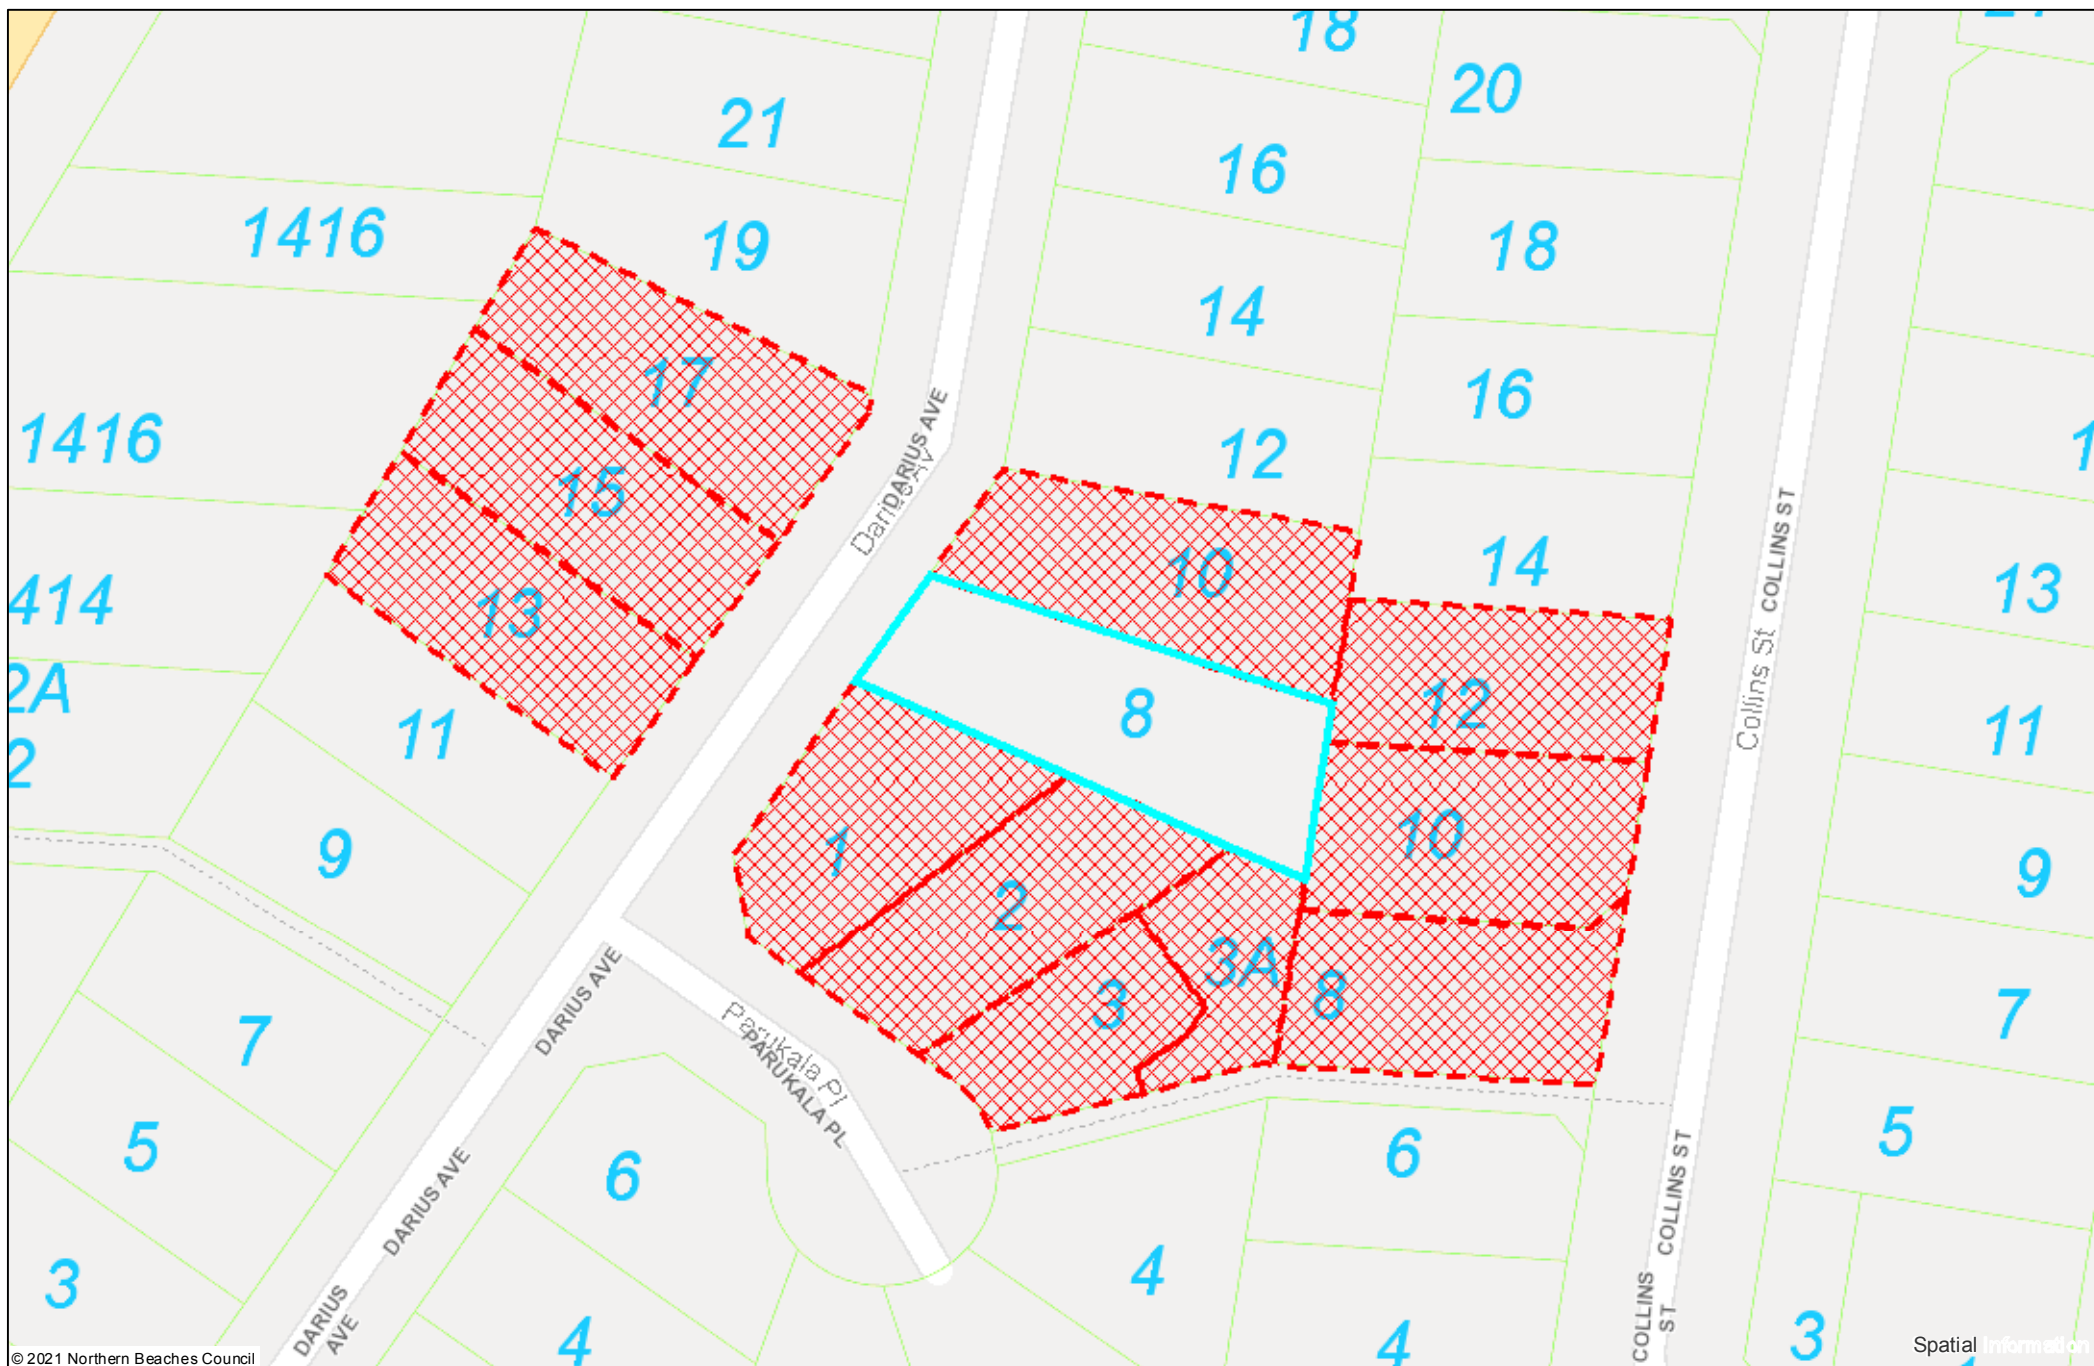 18
21
20
16
1416
19
18
14
17
16
1416
12
DARIUS AVE
15
14
10
COLLINS ST
13
414
13
2A
11
12
8
Collins St
11
2
10
9
1
9
2
3A
8
3
7
7
DARIUS AVE
Parukala Pl
PARUKALA PL
5
6
6
5
DARIUS AVE
COLLINS ST
3
4
4
4
3
DARIUS
AVE
COLLINS
ST
© 2021 Northern Beaches Council
Spatial Information